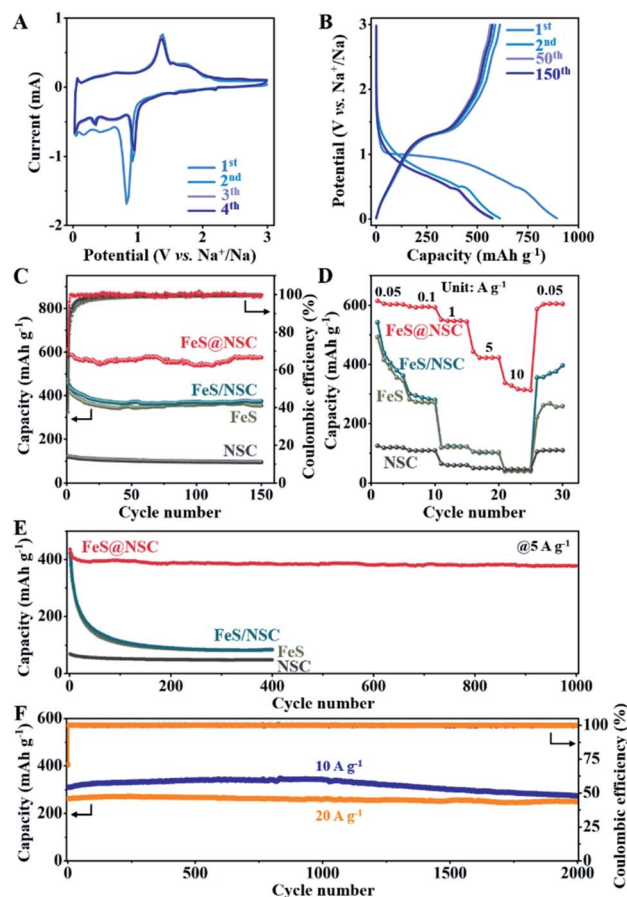 A
Current (mA)
1
0
-1
-2
1st
2nd
3th
4th
0
1
2
3
Potential (V vs. Na+/Na)
B
Potential (V vs. Na+/Na)
3
2
1
0
1st
2nd
50th
150th
0
300
600
900
Capacity (mAh g-1)
C
Capacity (mAh g-1)
800
600
400
200
0
FeS@NSC
FeS/NSC
FeS
NSC
100
80
60
40
20
0
Coulombic efficiency (%)
0
25
50
75
100
125
150
Cycle number
D
Capacity (mAh g-1)
600
400
200
0
Unit: A g-1
0.05
0.1
1
5
10
0.05
FeS@NSC
FeS/NSC
FeS
NSC
0
10
20
30
Cycle number
E
Capacity (mAh g-1)
400
200
0
FeS@NSC
@5 A g-1
FeS/NSC
FeS
NSC
0
200
400
600
800
1000
Cycle number
F
Capacity (mAh g-1)
600
400
200
0
10 A g-1
20 A g-1
100
75
50
25
0
Coulombic efficiency (%)
0
500
1000
1500
2000
Cycle number